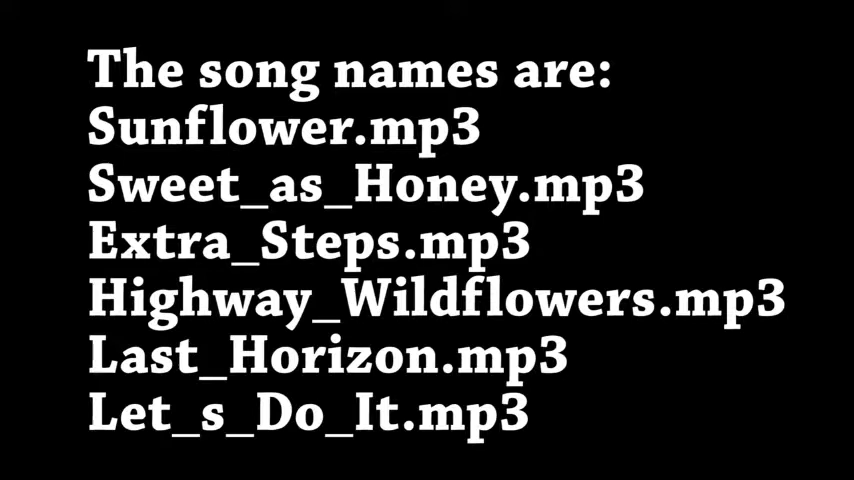 The song names are:
Sunflower.mp3
Sweet_as_Honey.mp3
Extra_Steps.mp3
Highway_Wildflowers.mp3
Last_Horizon.mp3
Let_s_Do_It.mp3